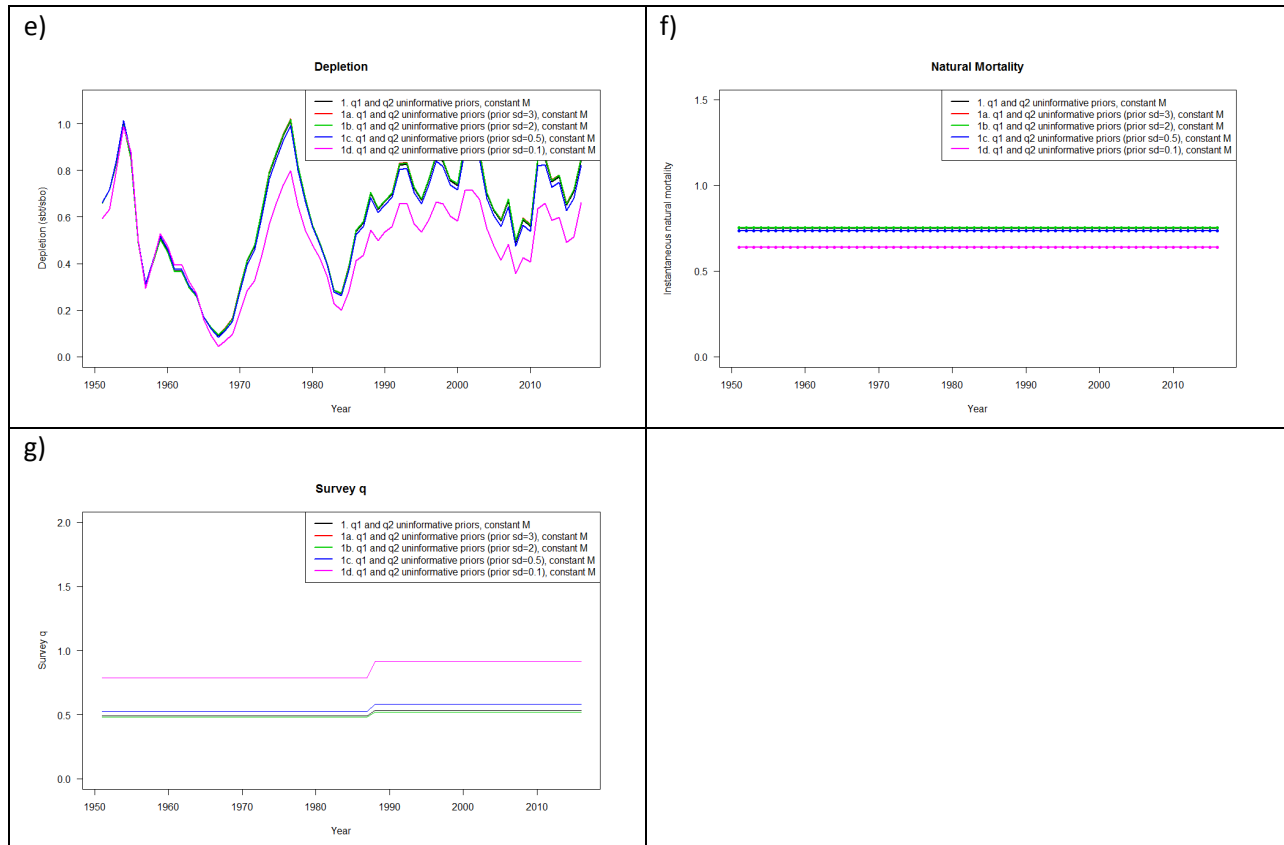 e)
Depletion
1. q1 and q2 uninformative priors, constant M
1a. q1 and q2 uninformative priors (prior sd=3), constant M
1b. q1 and q2 uninformative priors (prior sd=2), constant M
1c. q1 and q2 uninformative priors (prior sd=0.5), constant M
1d. q1 and q2 uninformative priors (prior sd=0.1), constant M
Depletion (sbt/sbo)
1.0
0.8
0.6
0.4
0.2
0.0
1950 1960 1970 1980 1990 2000 2010
Year
f)
Natural Mortality
1. q1 and q2 uninformative priors, constant M
1a. q1 and q2 uninformative priors (prior sd=3), constant M
1b. q1 and q2 uninformative priors (prior sd=2), constant M
1c. q1 and q2 uninformative priors (prior sd=0.5), constant M
1d. q1 and q2 uninformative priors (prior sd=0.1), constant M
Instantaneous natural mortality
1.5
1.0
0.5
0.0
1950 1960 1970 1980 1990 2000 2010
Year
g)
Survey q
1. q1 and q2 uninformative priors, constant M
1a. q1 and q2 uninformative priors (prior sd=3), constant M
1b. q1 and q2 uninformative priors (prior sd=2), constant M
1c. q1 and q2 uninformative priors (prior sd=0.5), constant M
1d. q1 and q2 uninformative priors (prior sd=0.1), constant M
Survey q
2.0
1.5
1.0
0.5
0.0
1950 1960 1970 1980 1990 2000 2010
Year